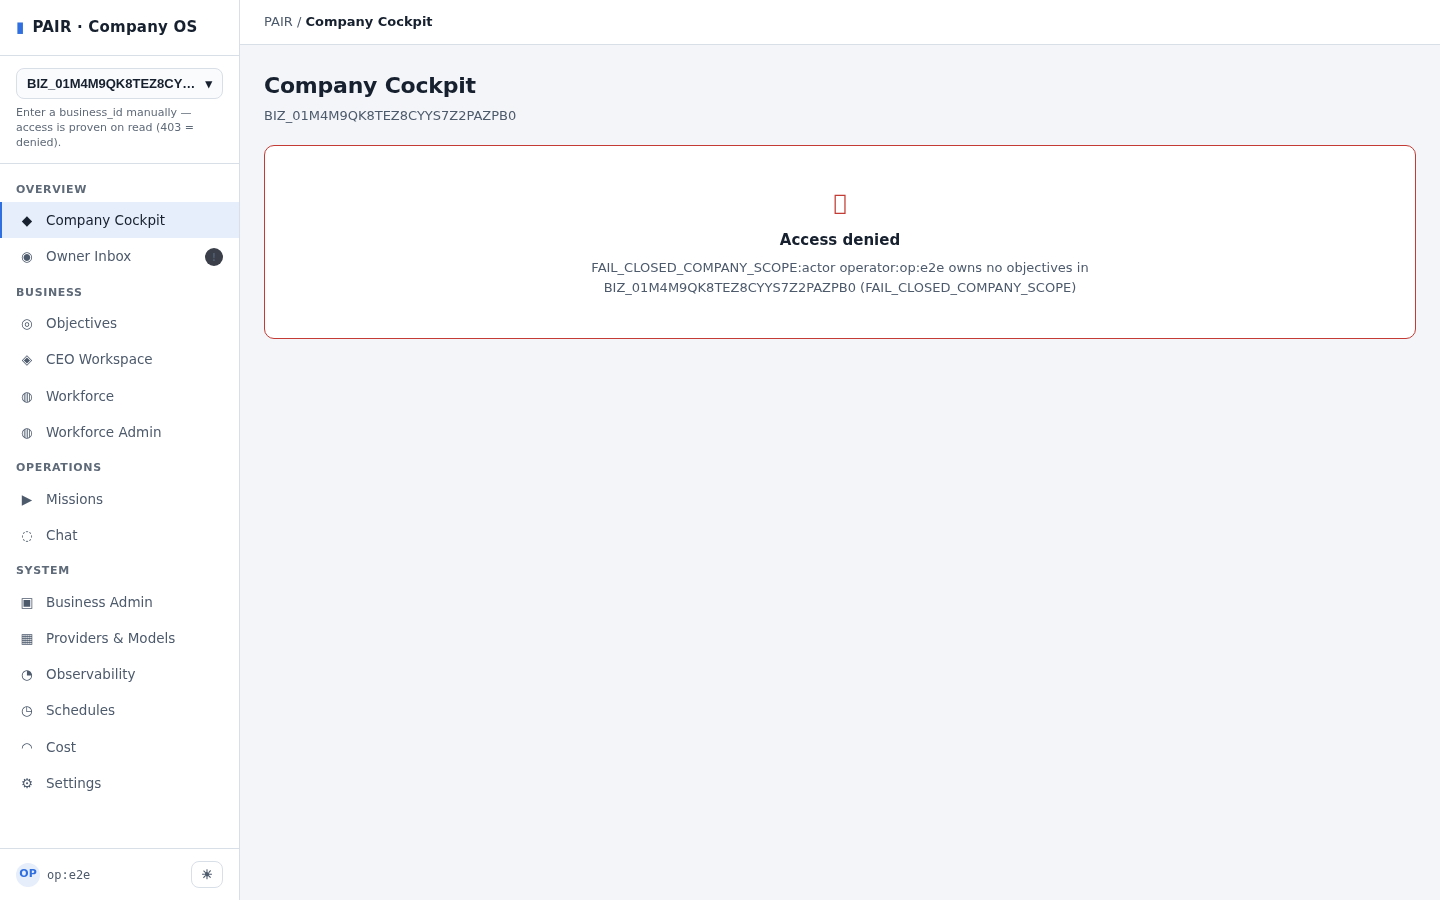 PAIR · Company OS
BIZ_01M4M9QK8TEZ8CY… ▾
Enter a business_id manually —
access is proven on read (403 =
denied).
OVERVIEW
Company Cockpit
Owner Inbox
BUSINESS
Objectives
CEO Workspace
Workforce
Workforce Admin
OPERATIONS
Missions
Chat
SYSTEM
Business Admin
Providers & Models
Observability
Schedules
Cost
Settings
OP op:e2e
PAIR / Company Cockpit
Company Cockpit
BIZ_01M4M9QK8TEZ8CYYS7Z2PAZPB0
Access denied
FAIL_CLOSED_COMPANY_SCOPE:actor operator:op:e2e owns no objectives in
BIZ_01M4M9QK8TEZ8CYYS7Z2PAZPB0 (FAIL_CLOSED_COMPANY_SCOPE)